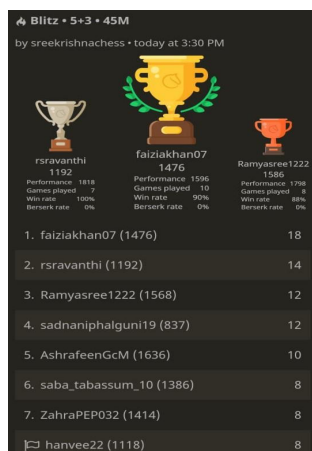 Blitz • 5+3 • 45M
by sreekrishnachess • today at 3:30 PM
rsravanthi
1192
Performance 1818
Games played 7
Win rate 100%
Berserk rate 0%
faiziakhan07
1476
Performance 1596
Games played 10
Win rate 90%
Berserk rate 0%
Ramyasree1222
1586
Performance 1798
Games played 8
Win rate 88%
Berserk rate 0%
1. faiziakhan07 (1476) 18
2. rsravanthi (1192) 14
3. Ramyasree1222 (1568) 12
4. sadnaniphalguni19 (837) 12
5. AshrafeenGcM (1636) 10
6. saba_tabassum_10 (1386) 8
7. ZahraPEP032 (1414) 8
hanvee22 (1118) 8